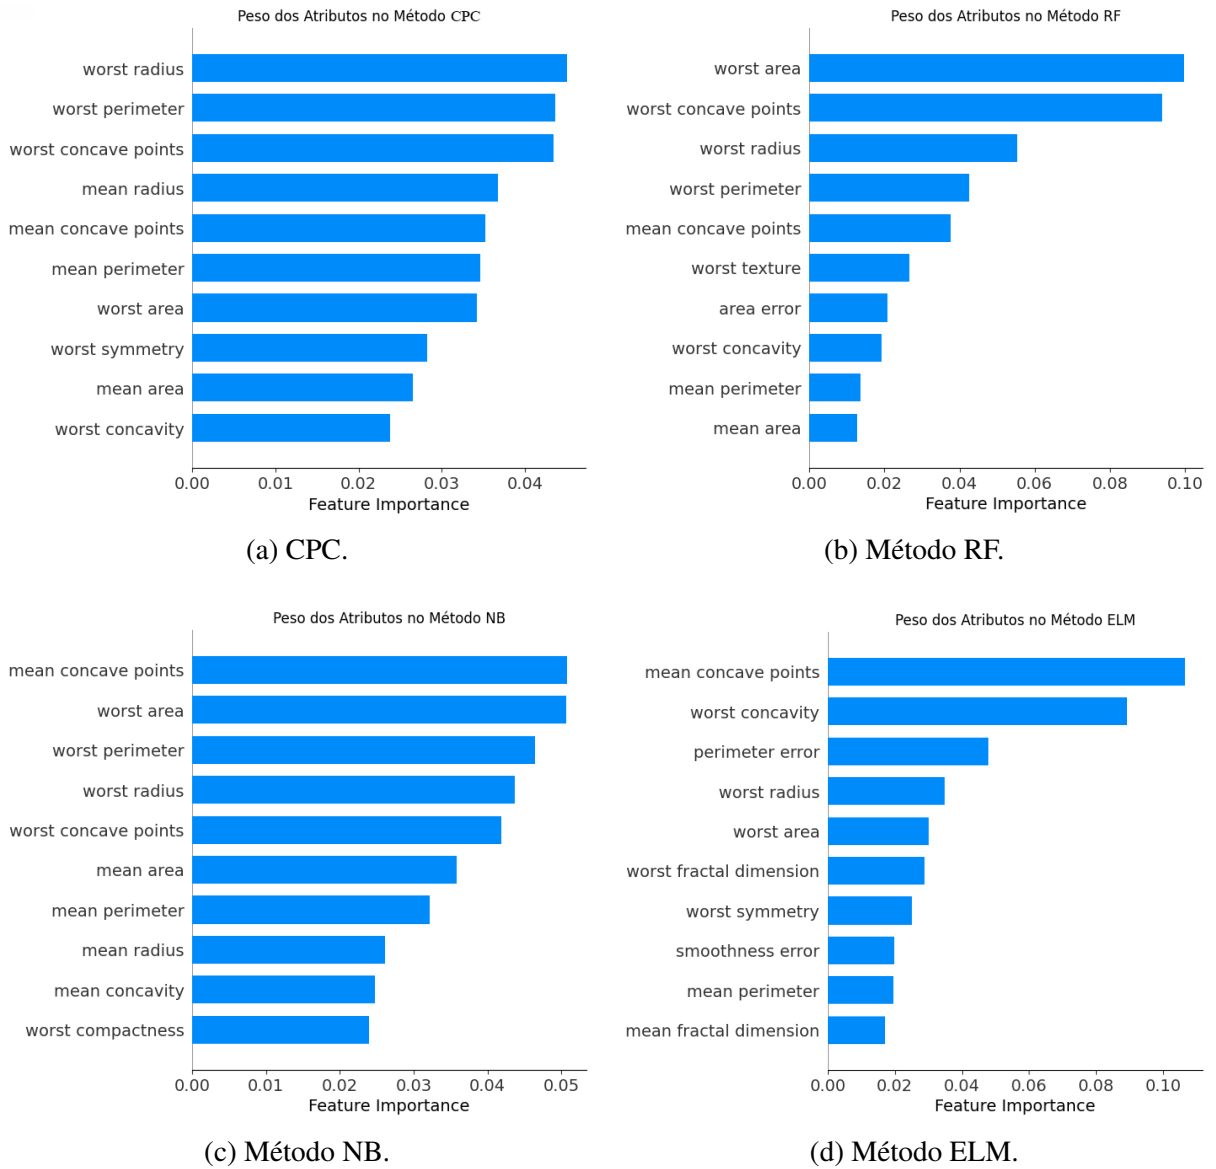 Peso dos Atributos no Método CPC
worst radius
worst perimeter
worst concave points
mean radius
mean concave points
mean perimeter
worst area
worst symmetry
mean area
worst concavity
0.00 0.01 0.02 0.03 0.04
Feature Importance
(a) CPC.
Peso dos Atributos no Método RF
worst area
worst concave points
worst radius
worst perimeter
mean concave points
worst texture
area error
worst concavity
mean perimeter
mean area
0.00 0.02 0.04 0.06 0.08 0.10
Feature Importance
(b) Método RF.
Peso dos Atributos no Método NB
mean concave points
worst area
worst perimeter
worst radius
worst concave points
mean area
mean perimeter
mean radius
mean concavity
worst compactness
0.00 0.01 0.02 0.03 0.04 0.05
Feature Importance
(c) Método NB.
Peso dos Atributos no Método ELM
mean concave points
worst concavity
perimeter error
worst radius
worst area
worst fractal dimension
worst symmetry
smoothness error
mean perimeter
mean fractal dimension
0.00 0.02 0.04 0.06 0.08 0.10
Feature Importance
(d) Método ELM.